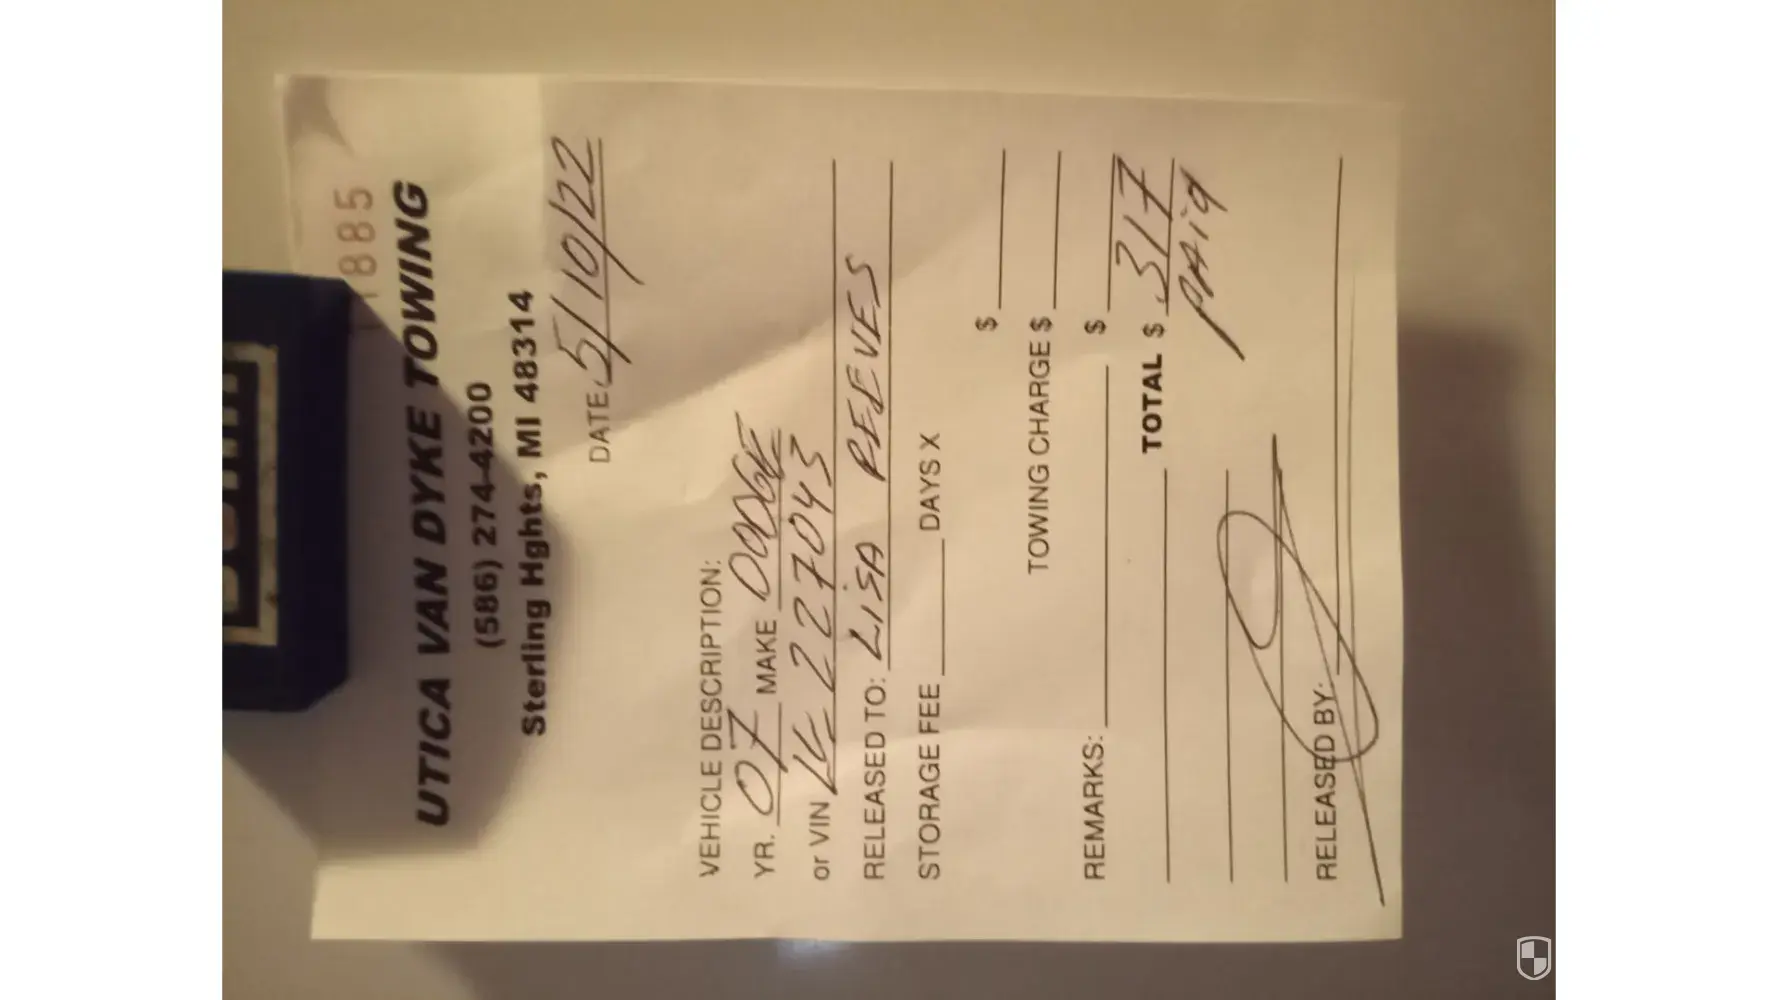 1885
UTICA VAN DYKE TOWING
(586) 274-4200
Sterling Hghts, MI 48314
DATE 5/10/22
VEHICLE DESCRIPTION:
YR. 07 MAKE DODGE
or VIN 227043
RELEASED TO: LiSA REEVES
STORAGE FEE DAYS X $
TOWING CHARGE $
REMARKS: $
TOTAL $ 317
PAiD
RELEASED BY: